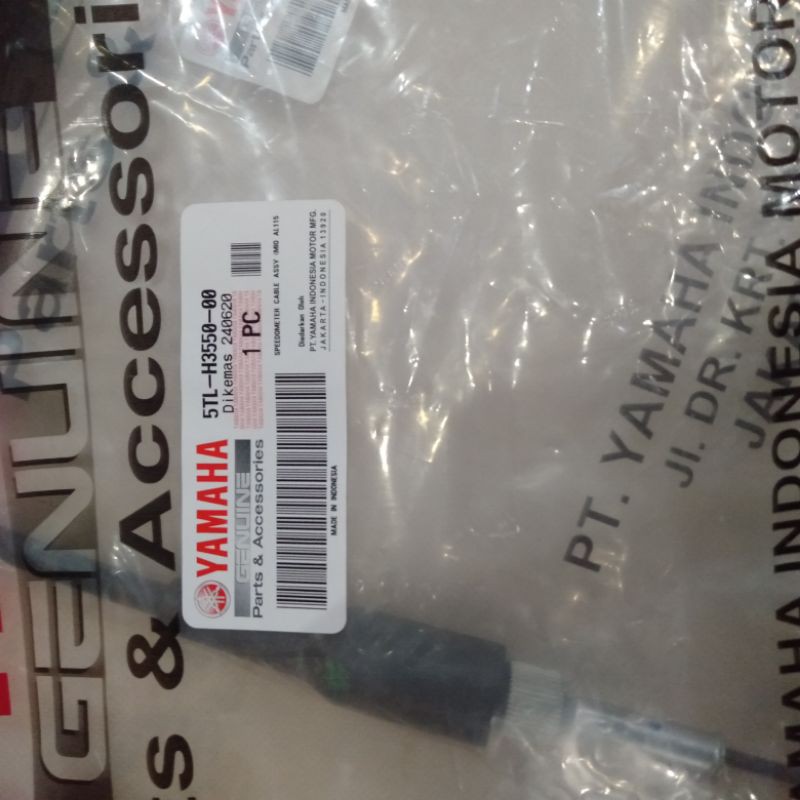 YAMAHA
GENUINE
Parts & Accessories
5TL-H3550-00
Dikemas 240620
1 PC
SPEEDOMETER CABLE ASSY (MIO AL115
Diedarkan Oleh
PT.YAMAHA INDONESIA MOTOR MFG.
JAKARTA-INDONESIA 13920
MADE IN INDONESIA
GENUINE
Parts
& Accessori
PT. YAMAHA INDO
Jl. DR. KRT
YAMAHA INDONESIA MOTOR